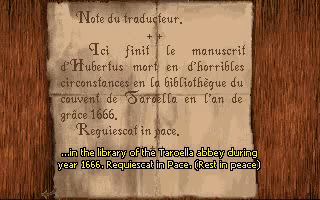 Note du traducteur.
++
Ici finit le manuscrit
d'Hubertus mort en d'horribles
circonstances en la bibliothègue du
couvent de Taroella en l'an de
grâce 1666.
Requiescat in pace.
...in the library of the Taroella abbey during
year 1666. Requiescat in Pace. (Rest in peace)